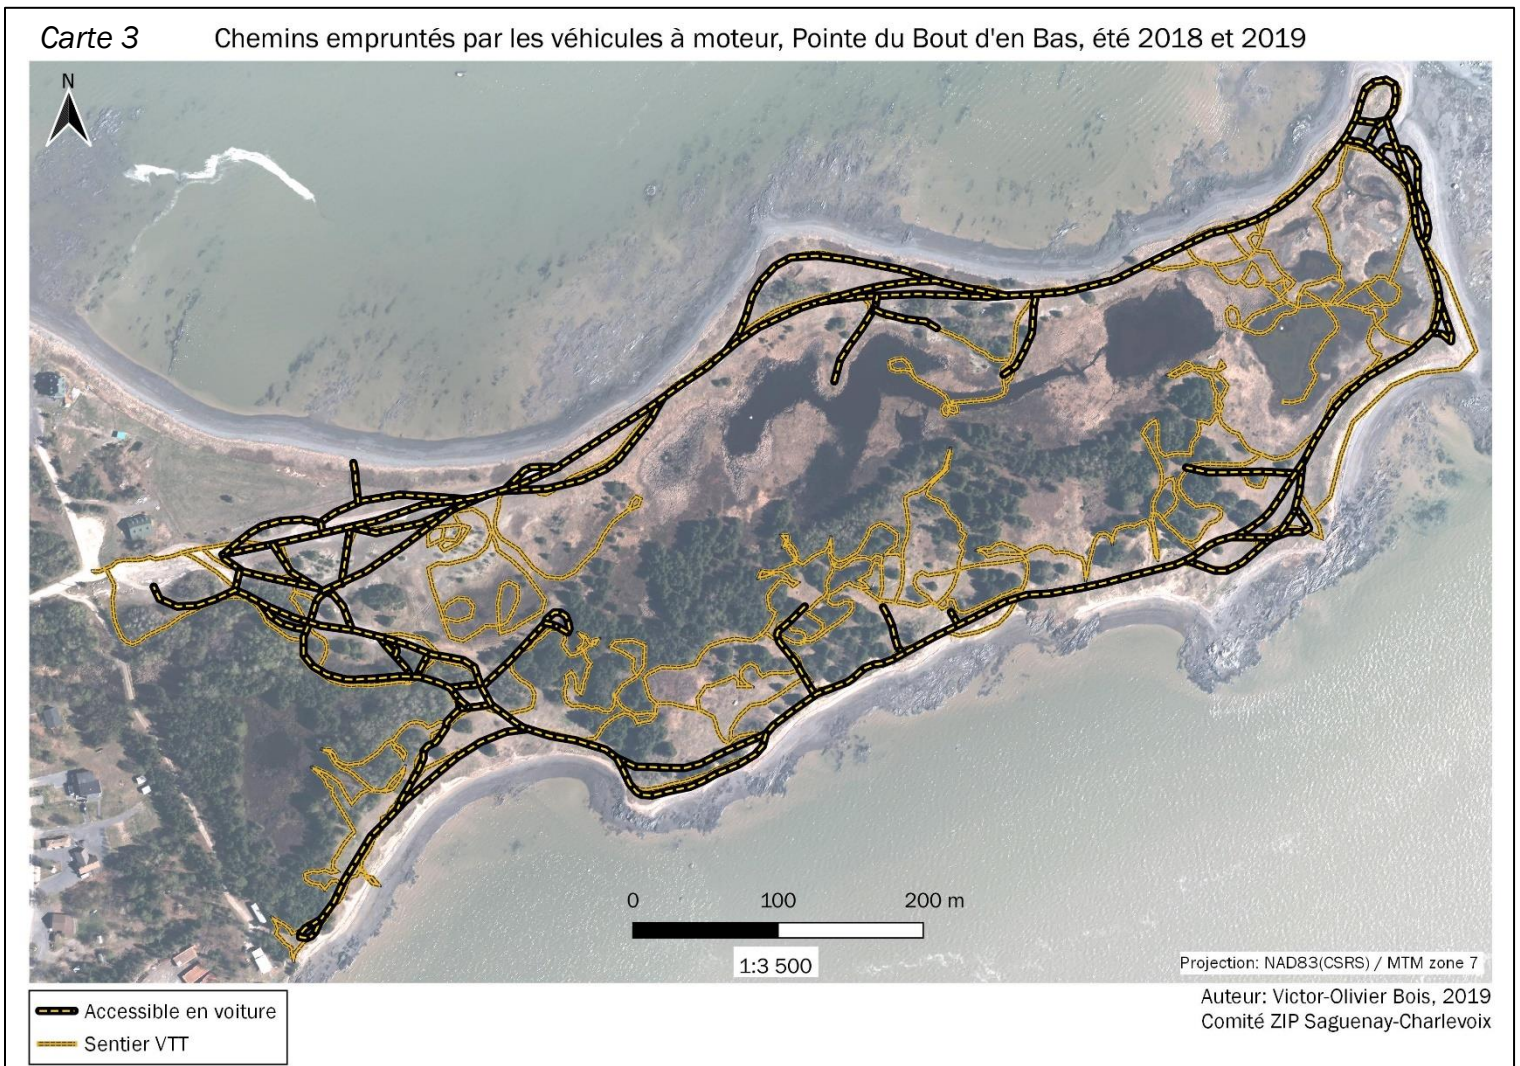 Carte 3
Chemins empruntés par les véhicules à moteur, Pointe du Bout d'en Bas, été 2018 et 2019
N
0 100 200 m
1:3 500
Projection: NAD83(CSRS) / MTM zone 7
Auteur: Victor-Olivier Bois, 2019
Comité ZIP Saguenay-Charlevoix
Accessible en voiture
Sentier VTT